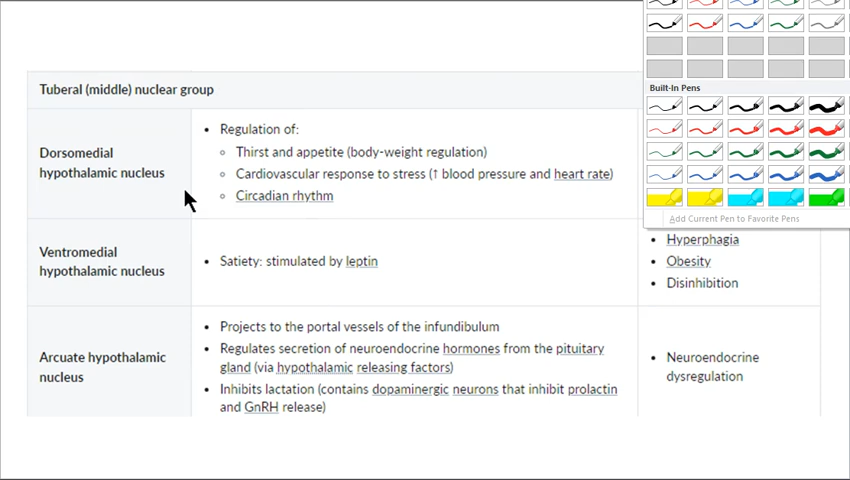 Built-In Pens
Add Current Pen to Favorite Pens
Tuberal (middle) nuclear group
Dorsomedial
hypothalamic nucleus
• Regulation of:
◦ Thirst and appetite (body-weight regulation)
◦ Cardiovascular response to stress (↑ blood pressure and heart rate)
◦ Circadian rhythm
Ventromedial
hypothalamic nucleus
• Satiety: stimulated by leptin
• Hyperphagia
• Obesity
• Disinhibition
Arcuate hypothalamic
nucleus
• Projects to the portal vessels of the infundibulum
• Regulates secretion of neuroendocrine hormones from the pituitary
gland (via hypothalamic releasing factors)
• Inhibits lactation (contains dopaminergic neurons that inhibit prolactin
and GnRH release)
• Neuroendocrine
dysregulation